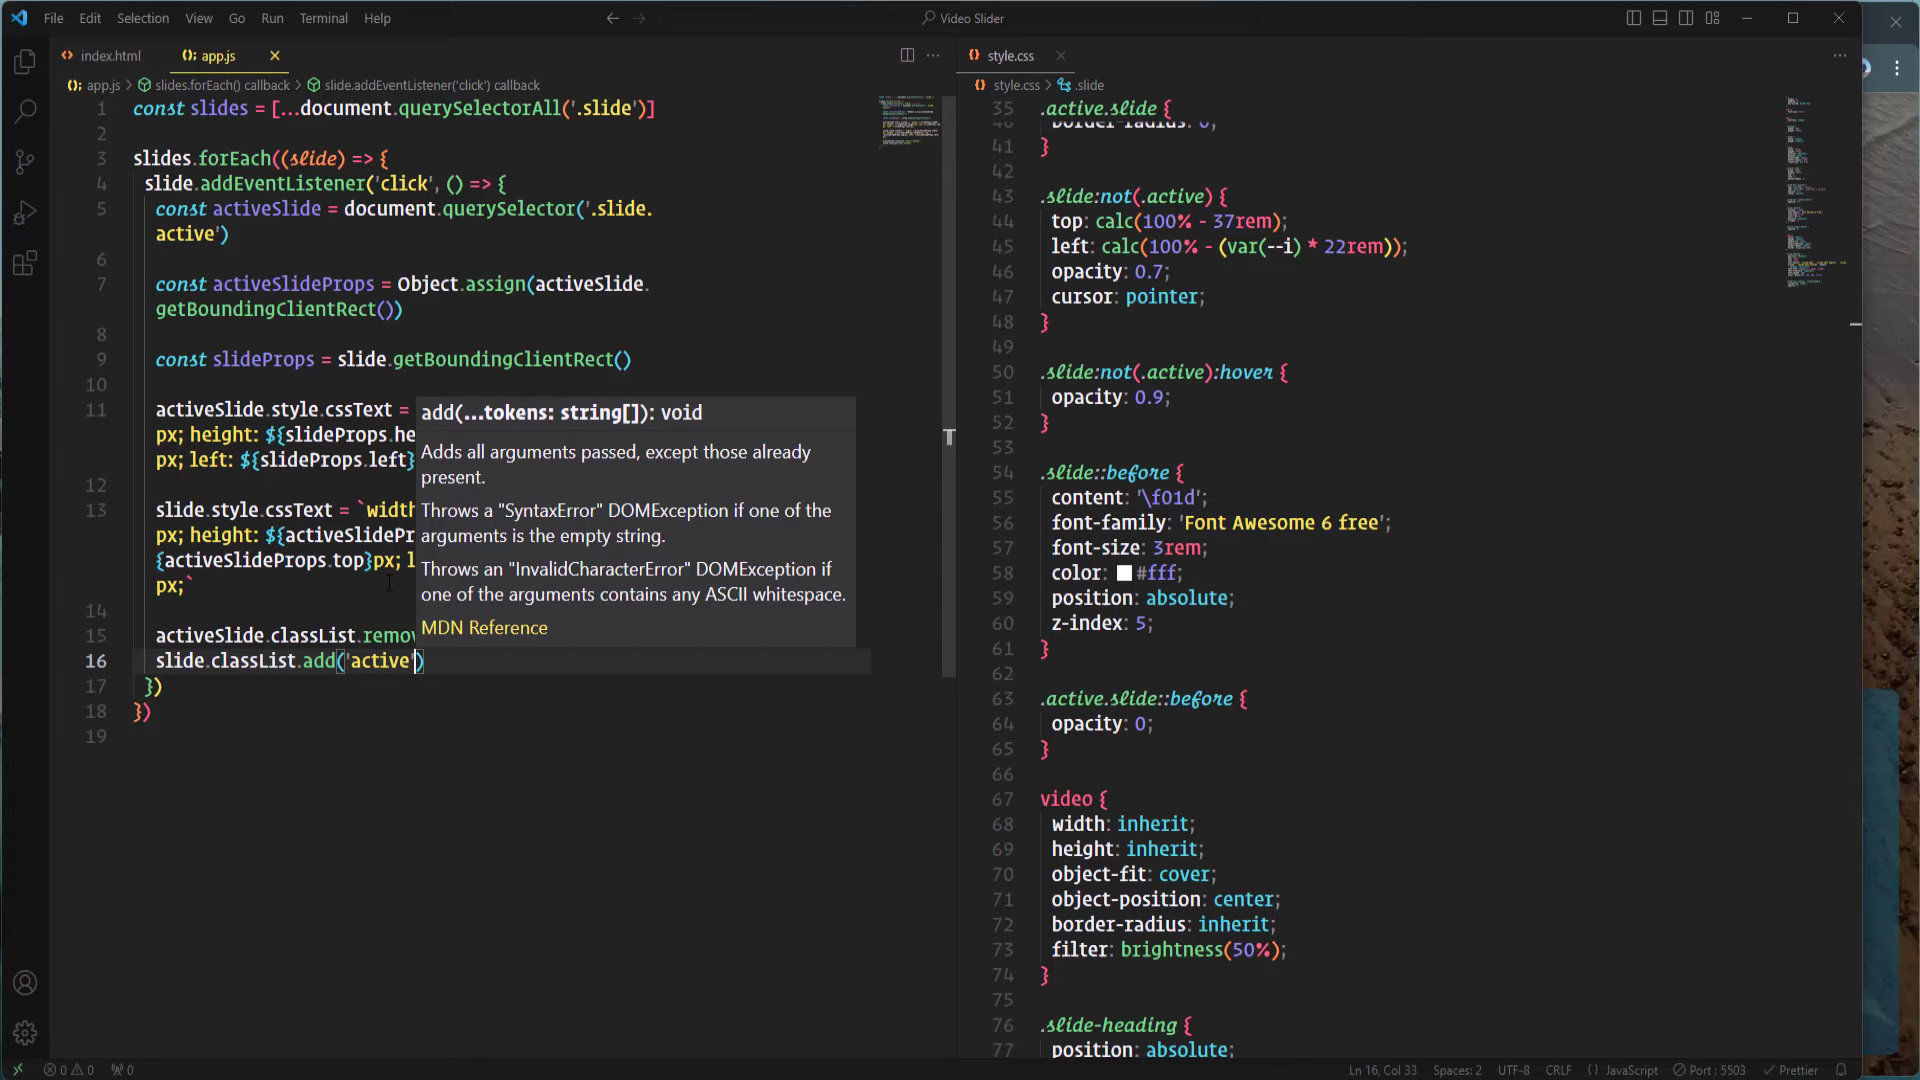 File Edit Selection View Go Run Terminal Help
Video Slider
index.html
app.js
style.css
app.js > slides.forEach() callback > slide.addEventListener('click') callback
style.css > .slide
1 const slides = [...document.querySelectorAll('.slide')]
2
3 slides.forEach((slide) => {
4 slide.addEventListener('click', () => {
5 const activeSlide = document.querySelector('.slide.
active')
6
7 const activeSlideProps = Object.assign(activeSlide.
getBoundingClientRect())
8
9 const slideProps = slide.getBoundingClientRect()
10
11 activeSlide.style.cssText =
px; height: ${slideProps.he
px; left: ${slideProps.left}
12
13 slide.style.cssText = `width
px; height: ${activeSlidePr
{activeSlideProps.top}px; l
px;`
14
15 activeSlide.classList.remov
16 slide.classList.add('active')
17 })
18 })
19
add(...tokens: string[]): void
Adds all arguments passed, except those already
present.
Throws a "SyntaxError" DOMException if one of the
arguments is the empty string.
Throws an "InvalidCharacterError" DOMException if
one of the arguments contains any ASCII whitespace.
MDN Reference
35 .active.slide {
border-radius: 0;
41 }
42
43 .slide:not(.active) {
44 top: calc(100% - 37rem);
45 left: calc(100% - (var(--i) * 22rem));
46 opacity: 0.7;
47 cursor: pointer;
48 }
49
50 .slide:not(.active):hover {
51 opacity: 0.9;
52 }
53
54 .slide::before {
55 content: '\f01d';
56 font-family: 'Font Awesome 6 free';
57 font-size: 3rem;
58 color: #fff;
59 position: absolute;
60 z-index: 5;
61 }
62
63 .active.slide::before {
64 opacity: 0;
65 }
66
67 video {
68 width: inherit;
69 height: inherit;
70 object-fit: cover;
71 object-position: center;
72 border-radius: inherit;
73 filter: brightness(50%);
74 }
75
76 .slide-heading {
77 position: absolute;
0 0 0
Ln 16, Col 33 Spaces: 2 UTF-8 CRLF {} JavaScript Port : 5503 Prettier